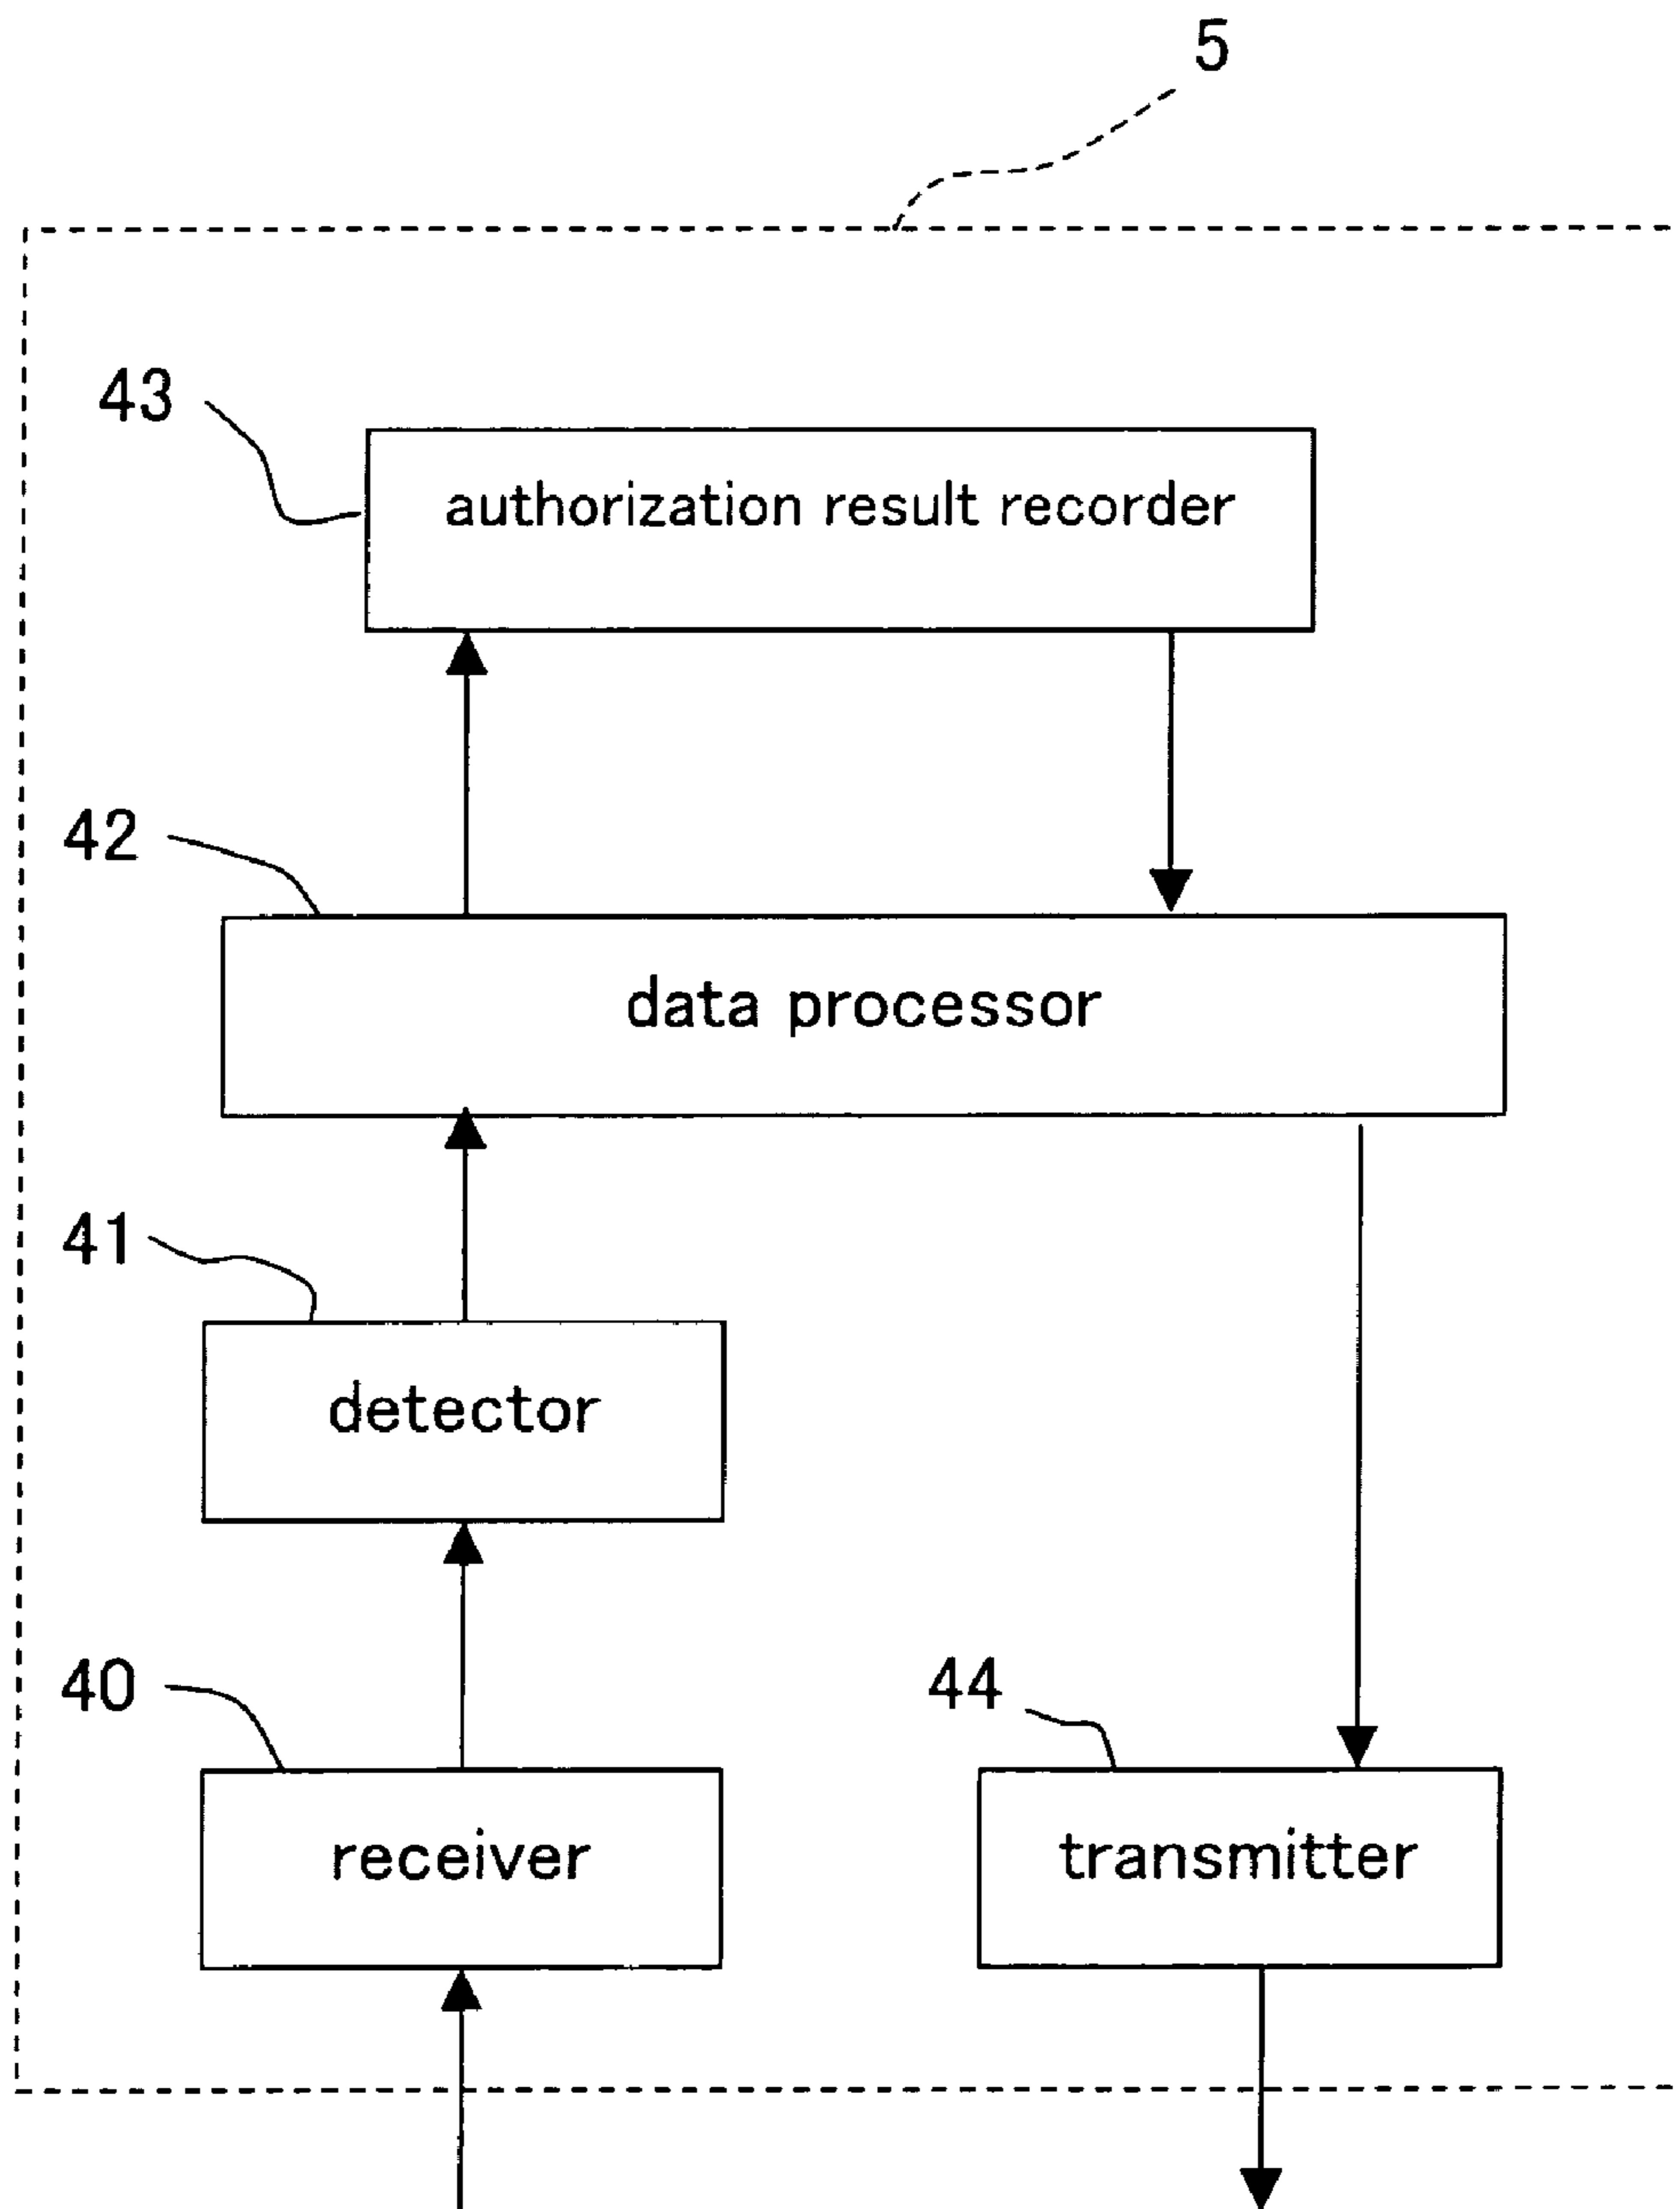 5
43
authorization result recorder
42
data processor
41
detector
40
receiver
44
transmitter